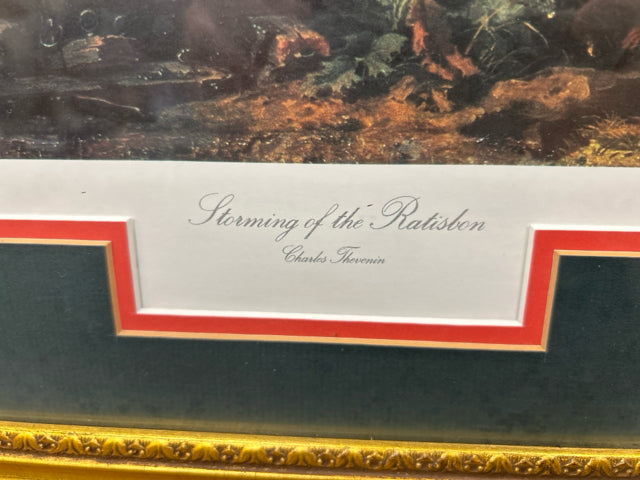 Storming of the Ratisbon
Charles Thevenin